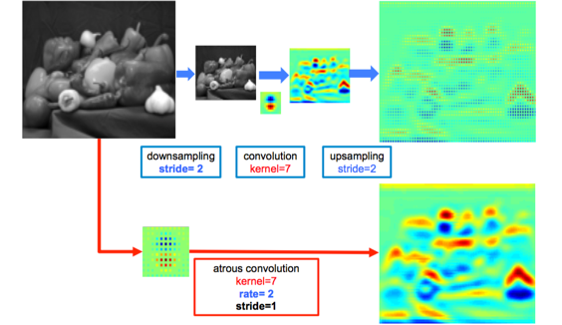 downsampling
stride= 2
convolution
kernel=7
upsampling
stride=2
atrous convolution
kernel=7
rate= 2
stride=1